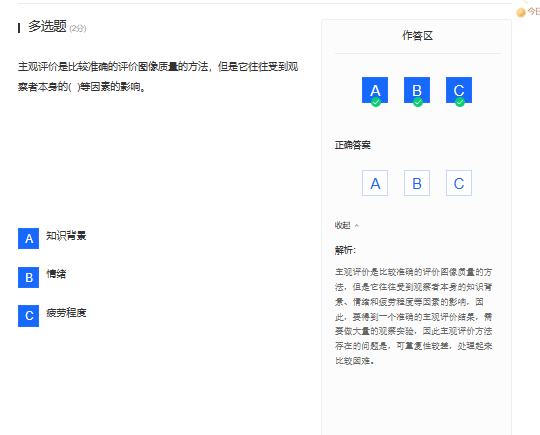 今日
多选题 (2分)
主观评价是比较准确的评价图像质量的方法，但是它往往受到观
察者本身的( )等因素的影响。
A 知识背景
B 情绪
C 疲劳程度
作答区
A B C
正确答案
A B C
收起
解析：
主观评价是比较准确的评价图像质量的方
法，但是它往往受到观察者本身的知识背
景、情绪和疲劳程度等因素的影响，因
此，要得到一个准确的主观评价结果，需
要做大量的观察实验，因此主观评价方法
存在的问题是，可重复性较差，处理起来
比较困难。